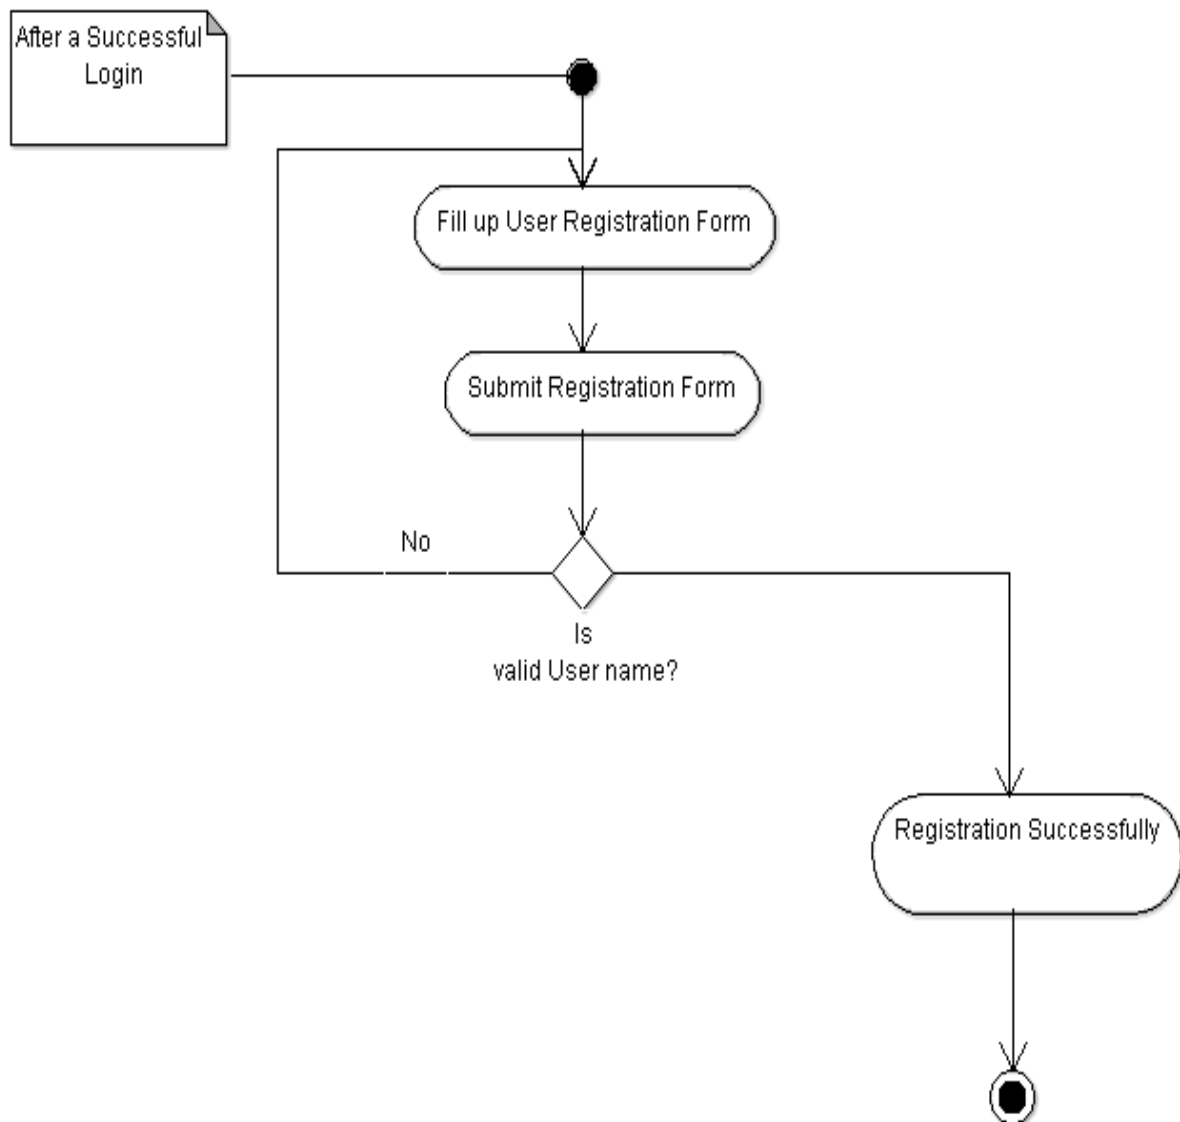 After a Successful
Login
Fill up User Registration Form
Submit Registration Form
No
Is
valid User name?
Registration Successfully